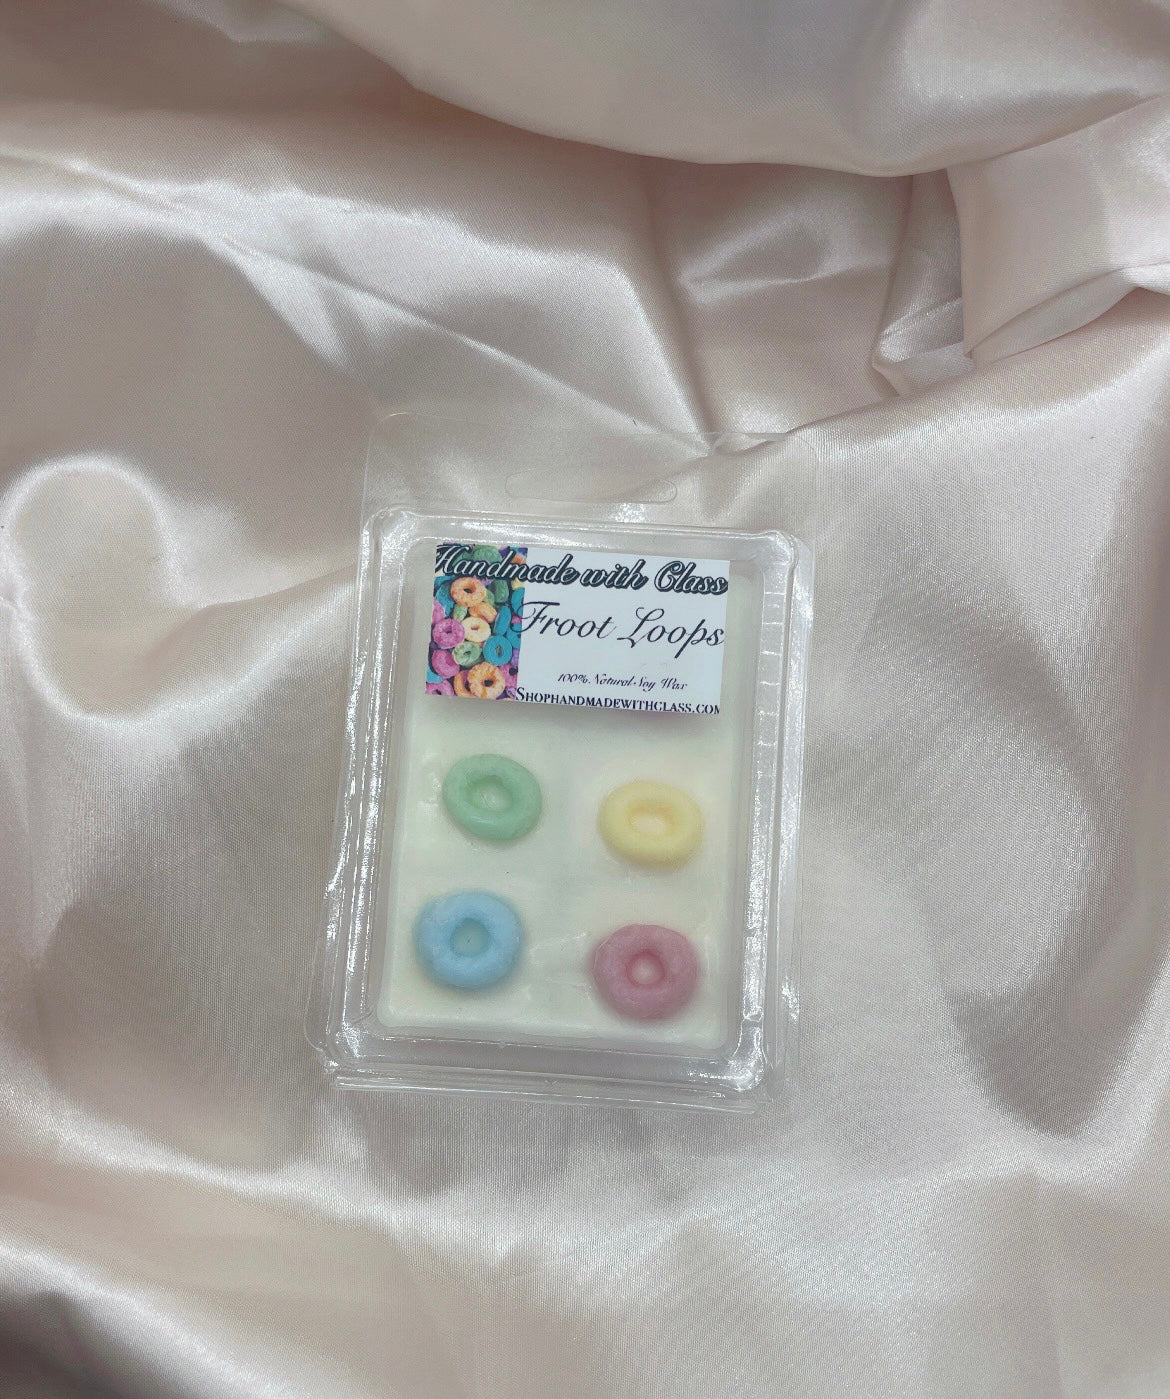 Handmade with Class
Froot Loops
100% Natural Soy Wax
Shophandmadewithclass.com